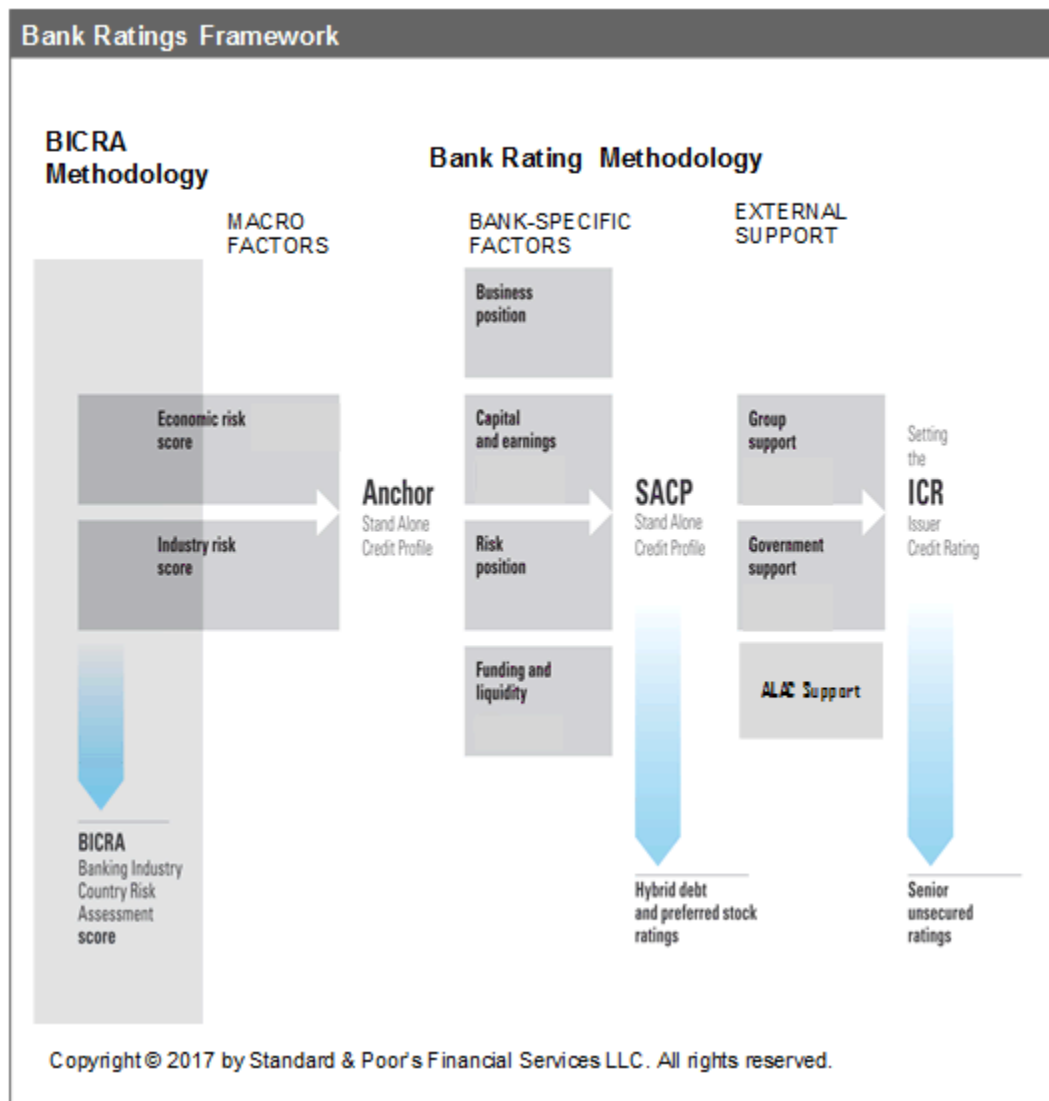 Bank Ratings Framework
BICRA
Methodology
Bank Rating Methodology
MACRO
FACTORS
BANK-SPECIFIC
FACTORS
EXTERNAL
SUPPORT
Business
position
Economic risk
score
Capital
and earnings
Group
support
Setting
the
ICR
Issuer
Credit Rating
Anchor
Stand Alone
Credit Profile
SACP
Stand Alone
Credit Profile
Industry risk
score
Risk
position
Government
support
Funding and
liquidity
ALAC Support
BICRA
Banking Industry
Country Risk
Assessment
score
Hybrid debt
and preferred stock
ratings
Senior
unsecured
ratings
Copyright © 2017 by Standard & Poor's Financial Services LLC. All rights reserved.